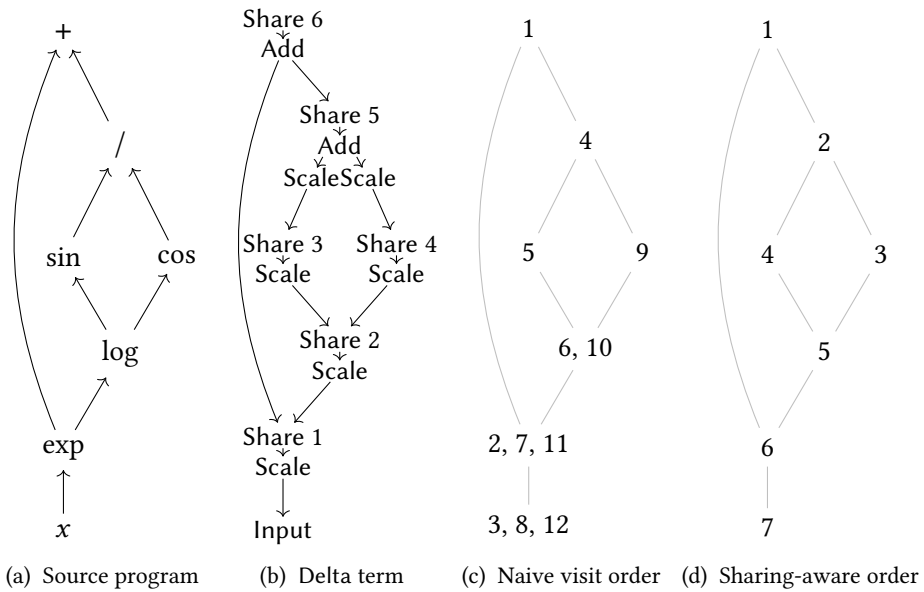 +
/
sin
cos
log
exp
x
(a) Source program
Share 6
Add
Share 5
Add
Scale Scale
Share 3
Share 4
Scale
Scale
Share 2
Scale
Share 1
Scale
Input
(b) Delta term
1
4
5
9
6, 10
2, 7, 11
3, 8, 12
(c) Naive visit order
1
2
4
3
5
6
7
(d) Sharing-aware order